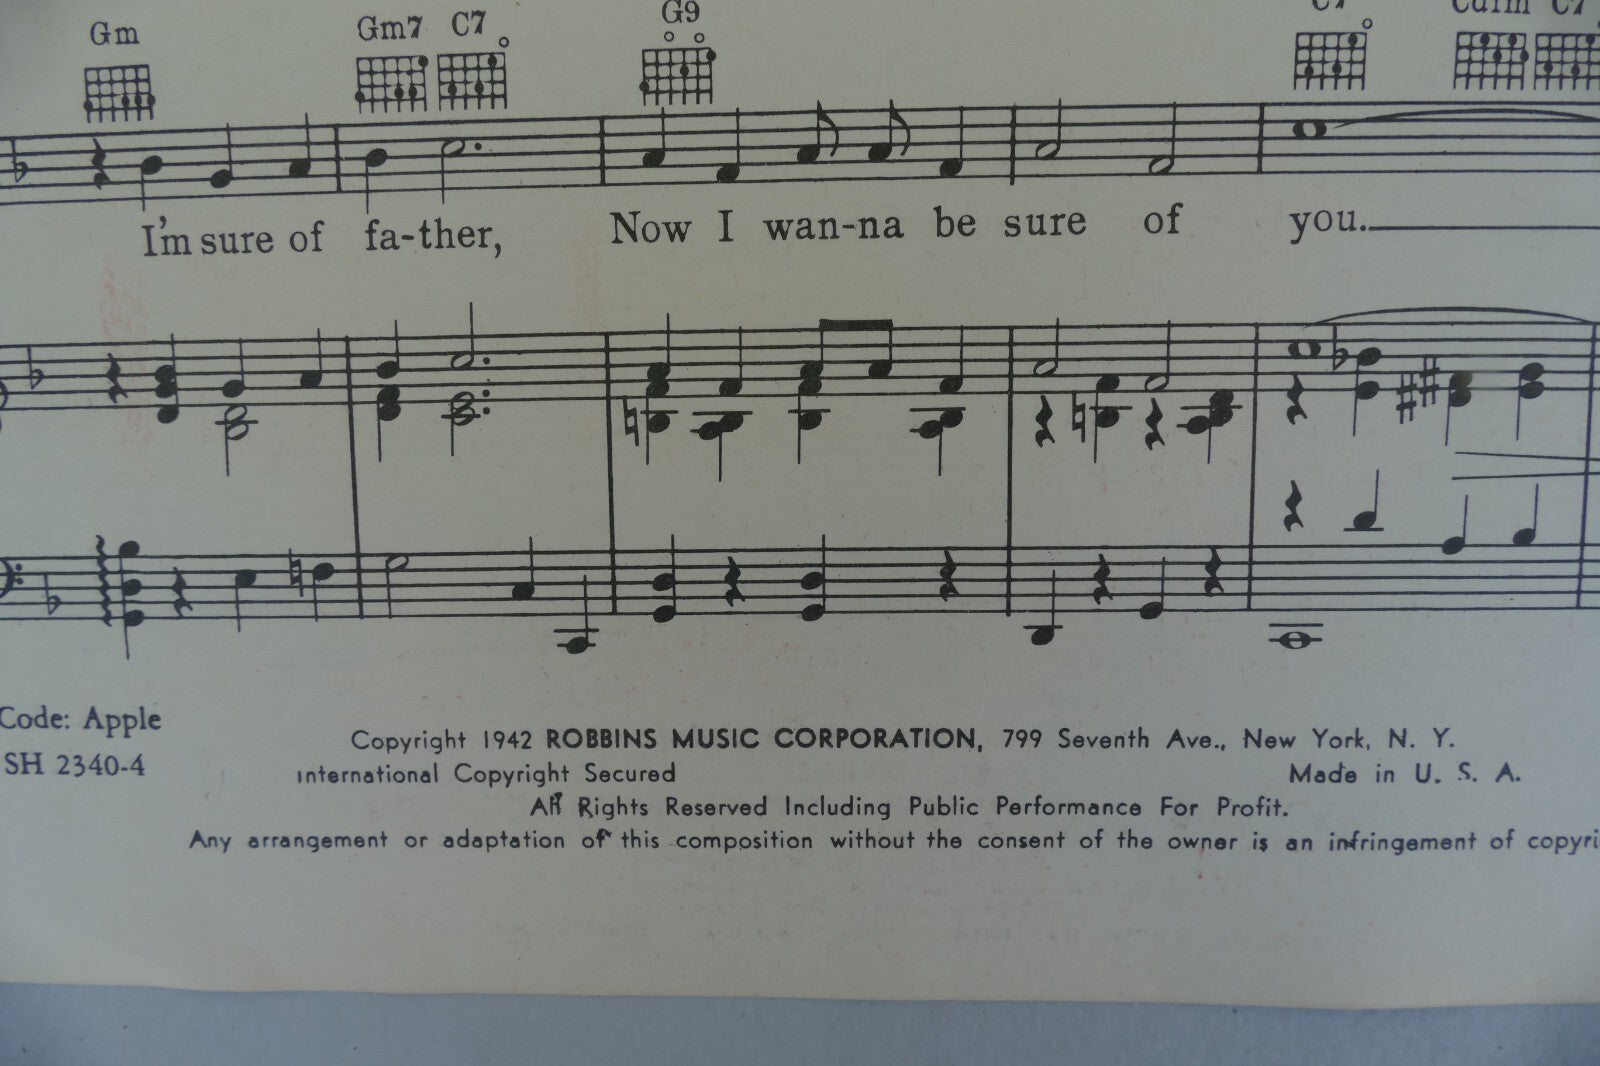 Gm Gm7 C7 G9 C7 Cdim C7
I'm sure of fa-ther, Now I wan-na be sure of you.
Code: Apple
SH 2340-4
Copyright 1942 ROBBINS MUSIC CORPORATION, 799 Seventh Ave., New York, N. Y.
International Copyright Secured Made in U. S. A.
All Rights Reserved Including Public Performance For Profit.
Any arrangement or adaptation of this composition without the consent of the owner is an infringement of copyri